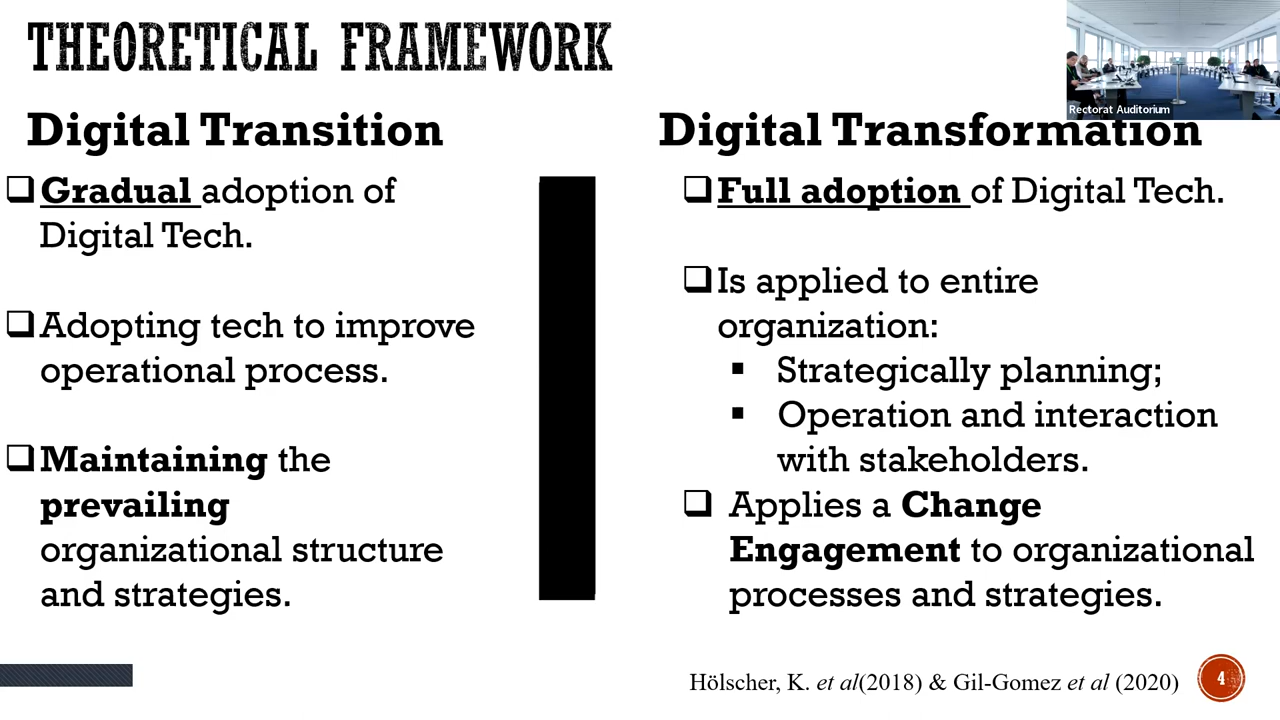 THEORETICAL FRAMEWORK
Rectorat Auditorium
Digital Transition
❑Gradual adoption of
Digital Tech.
❑Adopting tech to improve
operational process.
❑Maintaining the
prevailing
organizational structure
and strategies.
Digital Transformation
❑Full adoption of Digital Tech.
❑Is applied to entire
organization:
▪ Strategically planning;
▪ Operation and interaction
with stakeholders.
❑ Applies a Change
Engagement to organizational
processes and strategies.
Hölscher, K. et al(2018) & Gil-Gomez et al (2020)
4